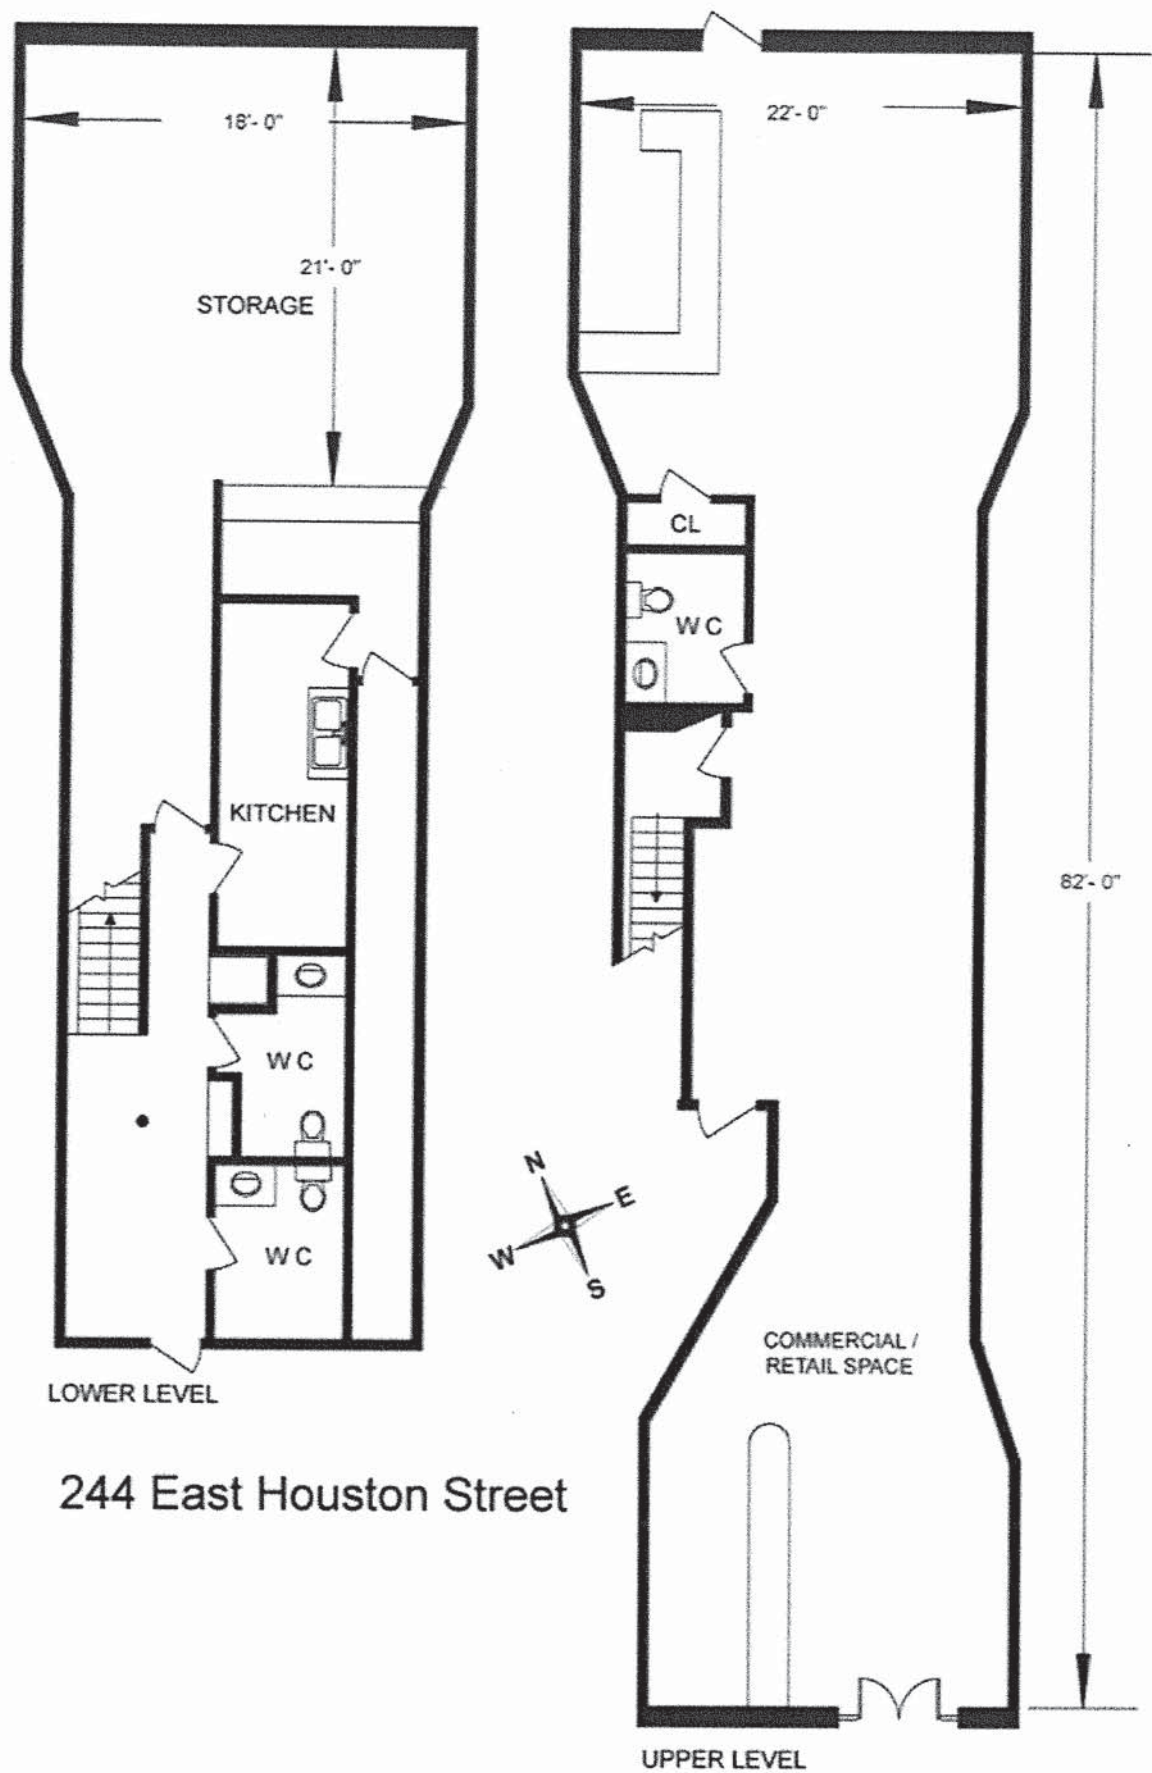 18'- 0"
21'- 0"
STORAGE
KITCHEN
W C
W C
LOWER LEVEL
22'- 0"
CL
W C
82'- 0"
N
E
W
S
COMMERCIAL /
RETAIL SPACE
244 East Houston Street
UPPER LEVEL